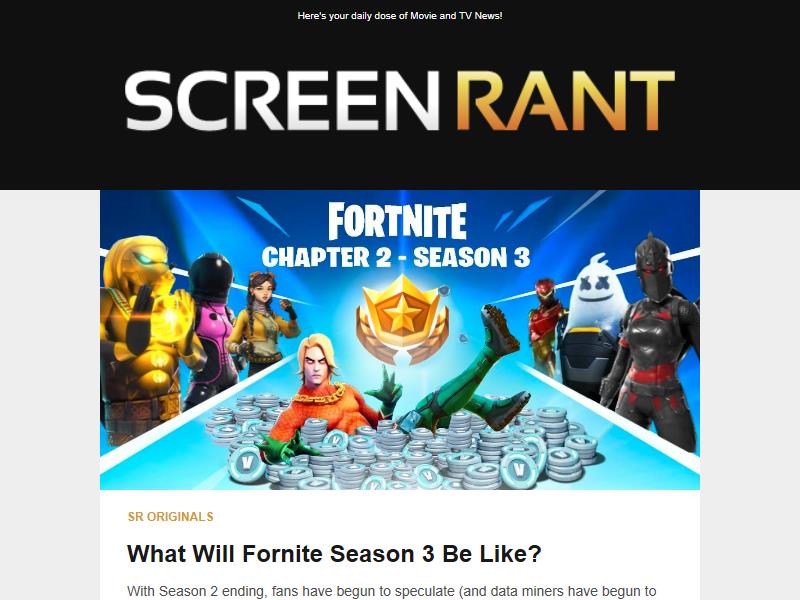 Here's your daily dose of Movie and TV News!
SCREEN RANT
FORTNITE
CHAPTER 2 - SEASON 3
V
V
SR ORIGINALS
What Will Fornite Season 3 Be Like?
With Season 2 ending, fans have begun to speculate (and data miners have begun to